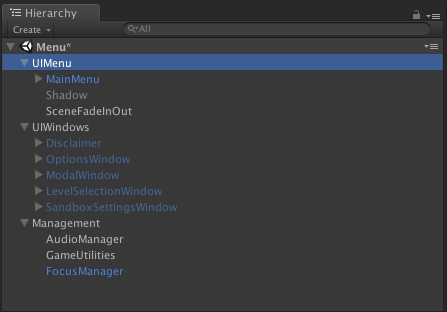 Hierarchy
Create All
Menu*
UIMenu
MainMenu
Shadow
SceneFadeInOut
UIWindows
Disclaimer
OptionsWindow
ModalWindow
LevelSelectionWindow
SandboxSettingsWindow
Management
AudioManager
GameUtilities
FocusManager